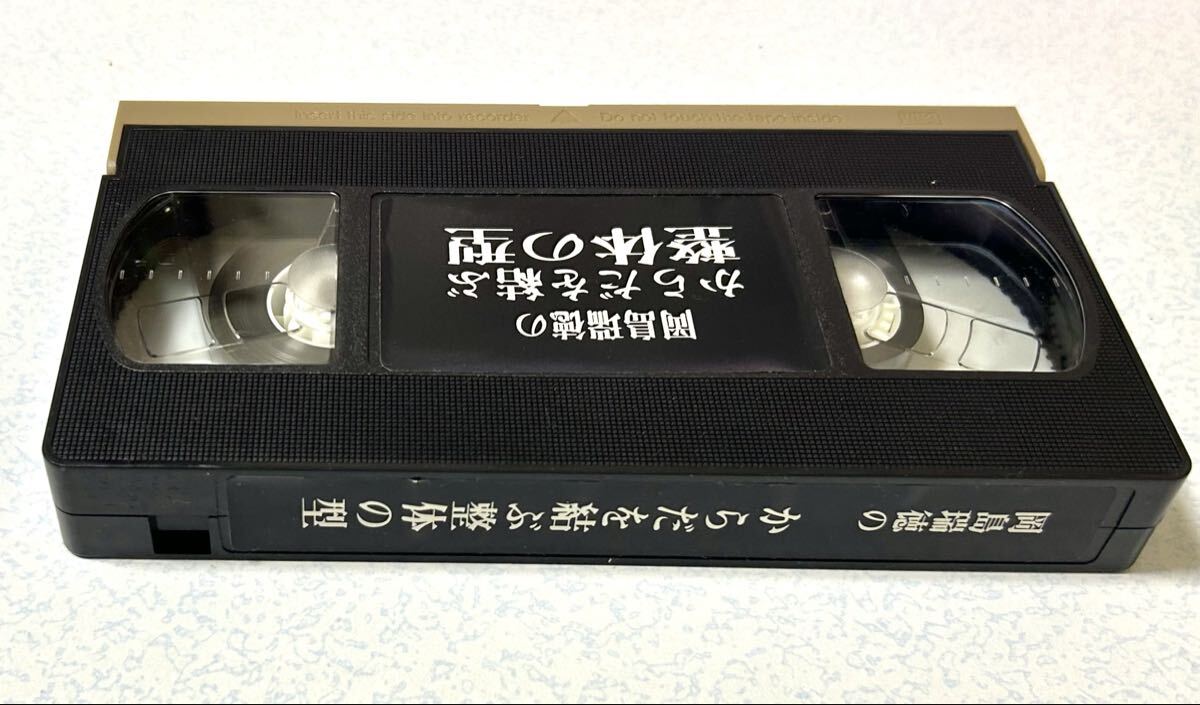 Insert this side into recorder
Do not touch the tape inside
岡島瑞徳の
からだを結ぶ
整体の型
岡島瑞徳の からだを結ぶ整体の型